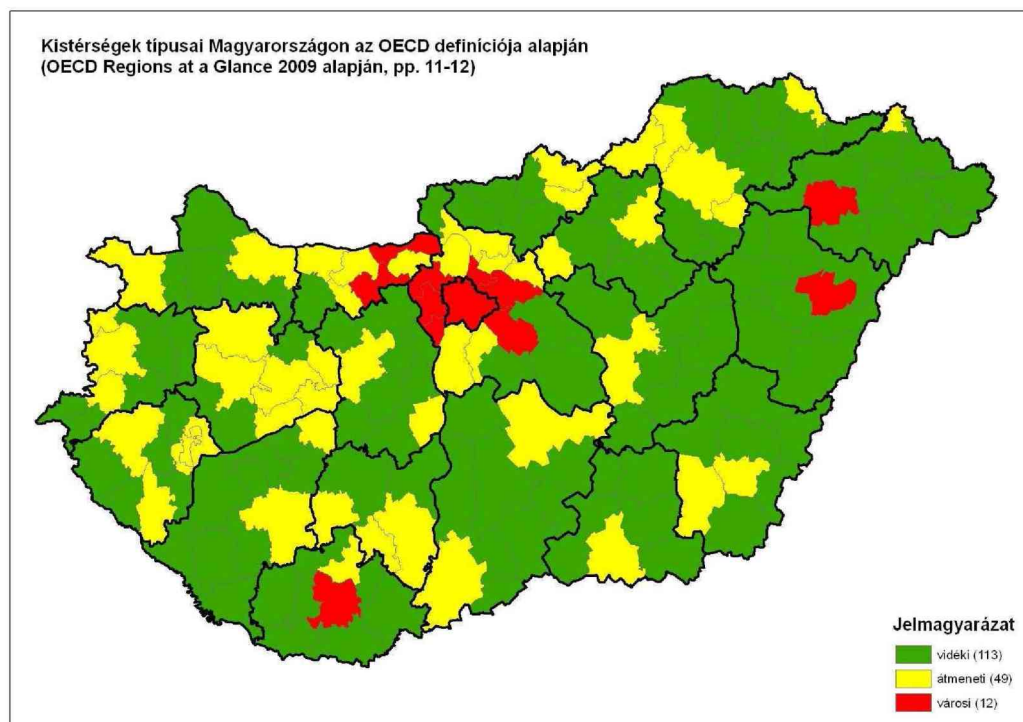 Kistérségek típusai Magyarországon az OECD definíciója alapján
(OECD Regions at a Glance 2009 alapján, pp. 11-12)
Jelmagyarázat
vidéki (113)
átmeneti (49)
városi (12)